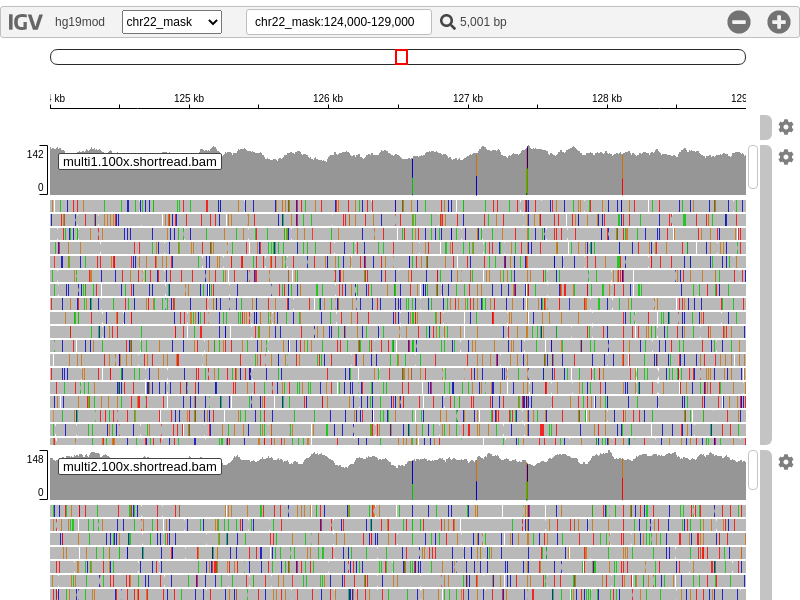 IGV hg19mod chr22_mask chr22_mask:124,000-129,000 5,001 bp
kb 125 kb 126 kb 127 kb 128 kb 129
142
multi1.100x.shortread.bam
0
148
multi2.100x.shortread.bam
0